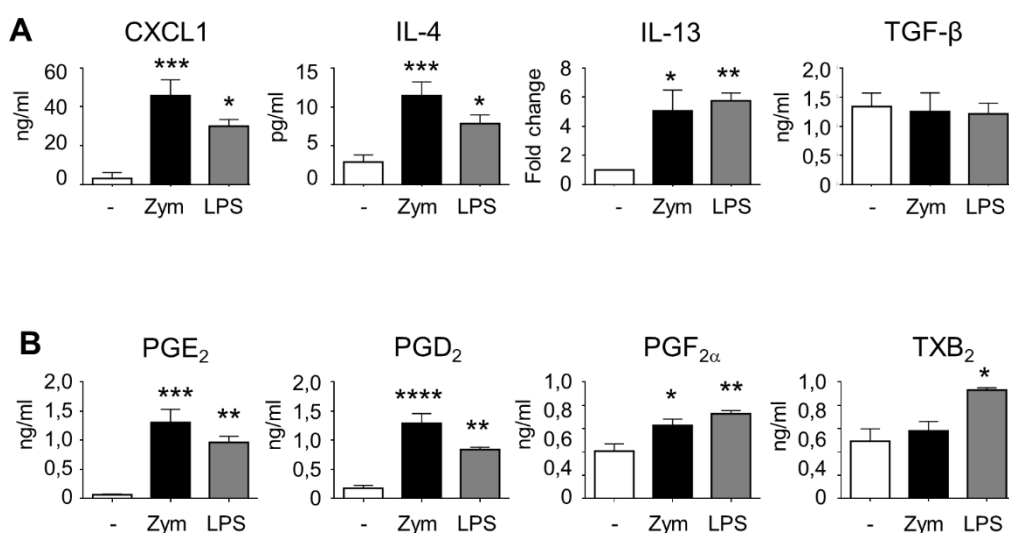 A
CXCL1 IL-4 IL-13 TGF-β
60 *** 15 *** 8 * ** 2,0
40 * 10 * 6 1,5
20 5 4 1,0
0 0 2 0,5
0 0
ng/ml pg/ml Fold change ng/ml
- Zym LPS - Zym LPS - Zym LPS - Zym LPS
B
PGE₂ PGD₂ PGF₂α TXB₂
2,0 *** 2,0 **** 1,0 * ** 1,0 *
1,5 ** 1,5 ** 0,8 0,8
1,0 1,0 0,6 0,6
0,5 0,5 0,4 0,4
0 0 0 0
ng/ml ng/ml ng/ml ng/ml
- Zym LPS - Zym LPS - Zym LPS - Zym LPS